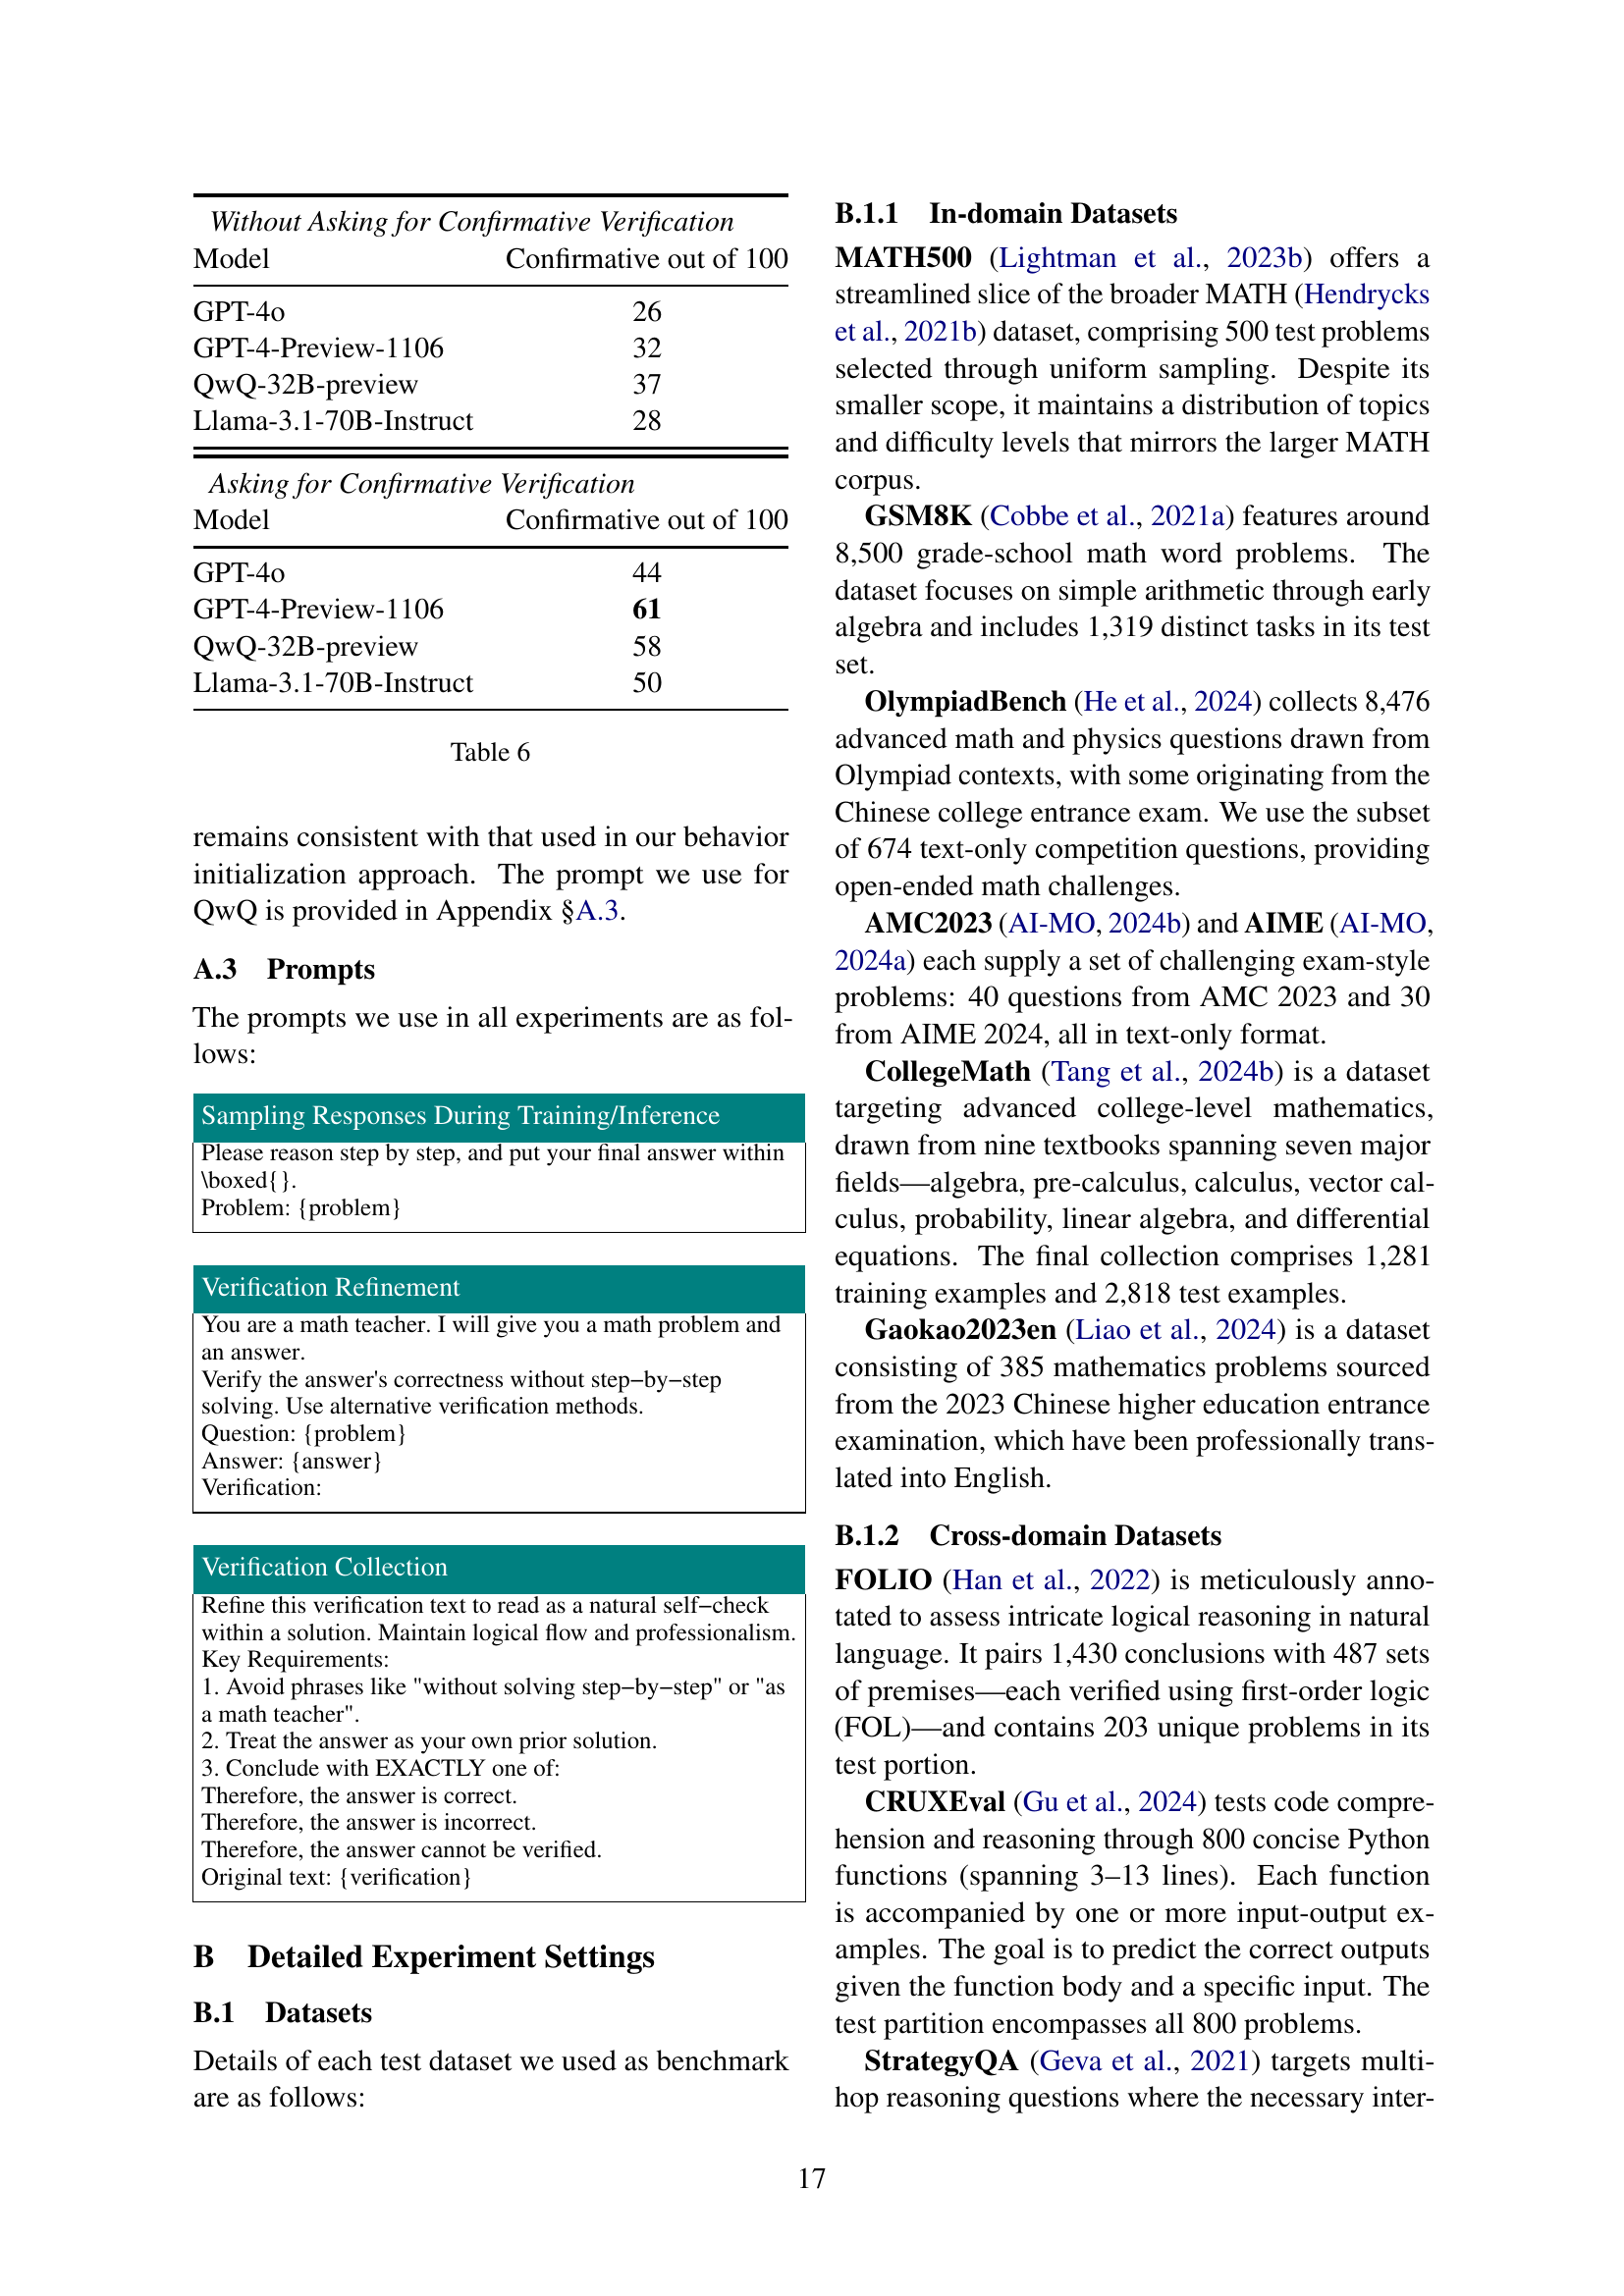 Without Asking for Confirmative Verification
Model Confirmative out of 100
GPT-4o 26
GPT-4-Preview-1106 32
QwQ-32B-preview 37
Llama-3.1-70B-Instruct 28
Asking for Confirmative Verification
Model Confirmative out of 100
GPT-4o 44
GPT-4-Preview-1106 61
QwQ-32B-preview 58
Llama-3.1-70B-Instruct 50
Table 6
remains consistent with that used in our behavior
initialization approach. The prompt we use for
QwQ is provided in Appendix §A.3.
A.3 Prompts
The prompts we use in all experiments are as fol-
lows:
Sampling Responses During Training/Inference
Please reason step by step, and put your final answer within
\boxed{}.
Problem: {problem}
Verification Refinement
You are a math teacher. I will give you a math problem and
an answer.
Verify the answer's correctness without step−by−step
solving. Use alternative verification methods.
Question: {problem}
Answer: {answer}
Verification:
Verification Collection
Refine this verification text to read as a natural self−check
within a solution. Maintain logical flow and professionalism.
Key Requirements:
1. Avoid phrases like "without solving step−by−step" or "as
a math teacher".
2. Treat the answer as your own prior solution.
3. Conclude with EXACTLY one of:
Therefore, the answer is correct.
Therefore, the answer is incorrect.
Therefore, the answer cannot be verified.
Original text: {verification}
B Detailed Experiment Settings
B.1 Datasets
Details of each test dataset we used as benchmark
are as follows:
B.1.1 In-domain Datasets
MATH500 (Lightman et al., 2023b) offers a
streamlined slice of the broader MATH (Hendrycks
et al., 2021b) dataset, comprising 500 test problems
selected through uniform sampling. Despite its
smaller scope, it maintains a distribution of topics
and difficulty levels that mirrors the larger MATH
corpus.
GSM8K (Cobbe et al., 2021a) features around
8,500 grade-school math word problems. The
dataset focuses on simple arithmetic through early
algebra and includes 1,319 distinct tasks in its test
set.
OlympiadBench (He et al., 2024) collects 8,476
advanced math and physics questions drawn from
Olympiad contexts, with some originating from the
Chinese college entrance exam. We use the subset
of 674 text-only competition questions, providing
open-ended math challenges.
AMC2023 (AI-MO, 2024b) and AIME (AI-MO,
2024a) each supply a set of challenging exam-style
problems: 40 questions from AMC 2023 and 30
from AIME 2024, all in text-only format.
CollegeMath (Tang et al., 2024b) is a dataset
targeting advanced college-level mathematics,
drawn from nine textbooks spanning seven major
fields—algebra, pre-calculus, calculus, vector cal-
culus, probability, linear algebra, and differential
equations. The final collection comprises 1,281
training examples and 2,818 test examples.
Gaokao2023en (Liao et al., 2024) is a dataset
consisting of 385 mathematics problems sourced
from the 2023 Chinese higher education entrance
examination, which have been professionally trans-
lated into English.
B.1.2 Cross-domain Datasets
FOLIO (Han et al., 2022) is meticulously anno-
tated to assess intricate logical reasoning in natural
language. It pairs 1,430 conclusions with 487 sets
of premises—each verified using first-order logic
(FOL)—and contains 203 unique problems in its
test portion.
CRUXEval (Gu et al., 2024) tests code compre-
hension and reasoning through 800 concise Python
functions (spanning 3–13 lines). Each function
is accompanied by one or more input-output ex-
amples. The goal is to predict the correct outputs
given the function body and a specific input. The
test partition encompasses all 800 problems.
StrategyQA (Geva et al., 2021) targets multi-
hop reasoning questions where the necessary inter-
17